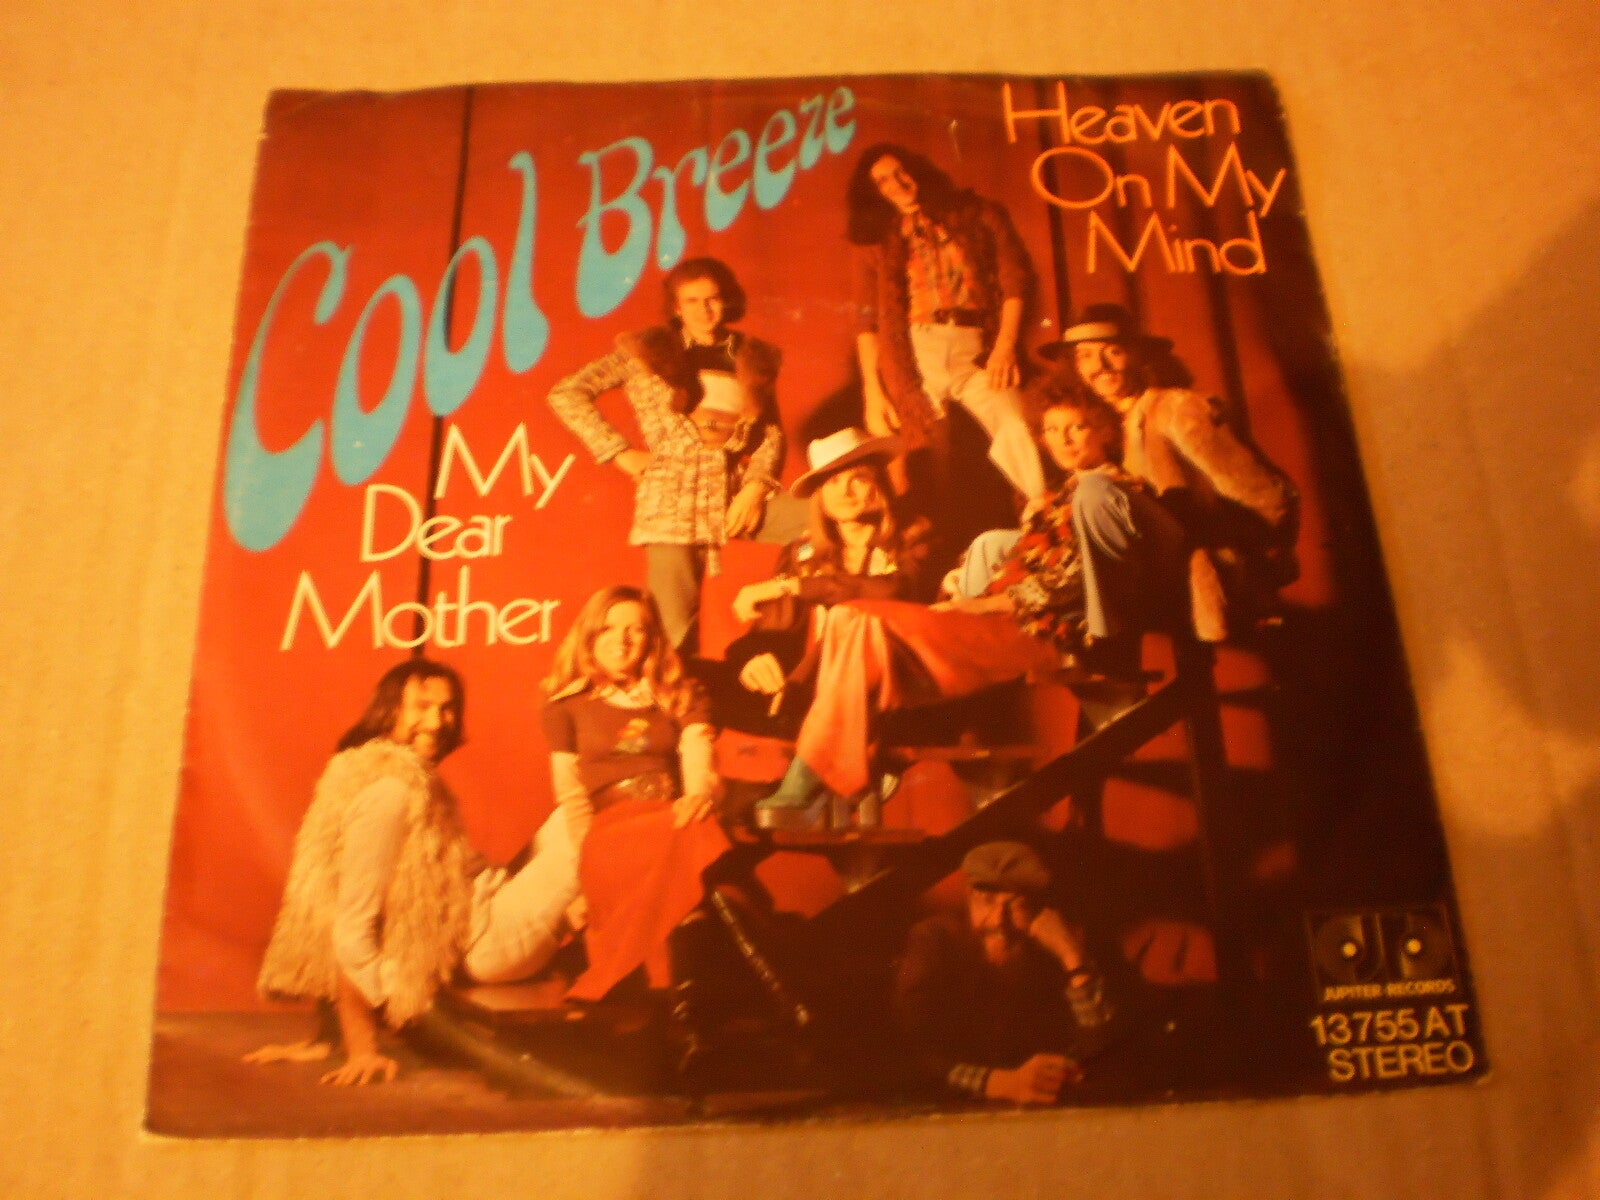 Cool Breeze
My
Dear
Mother
Heaven
On My
Mind
JUPITER-RECORDS
13 755 AT
STEREO